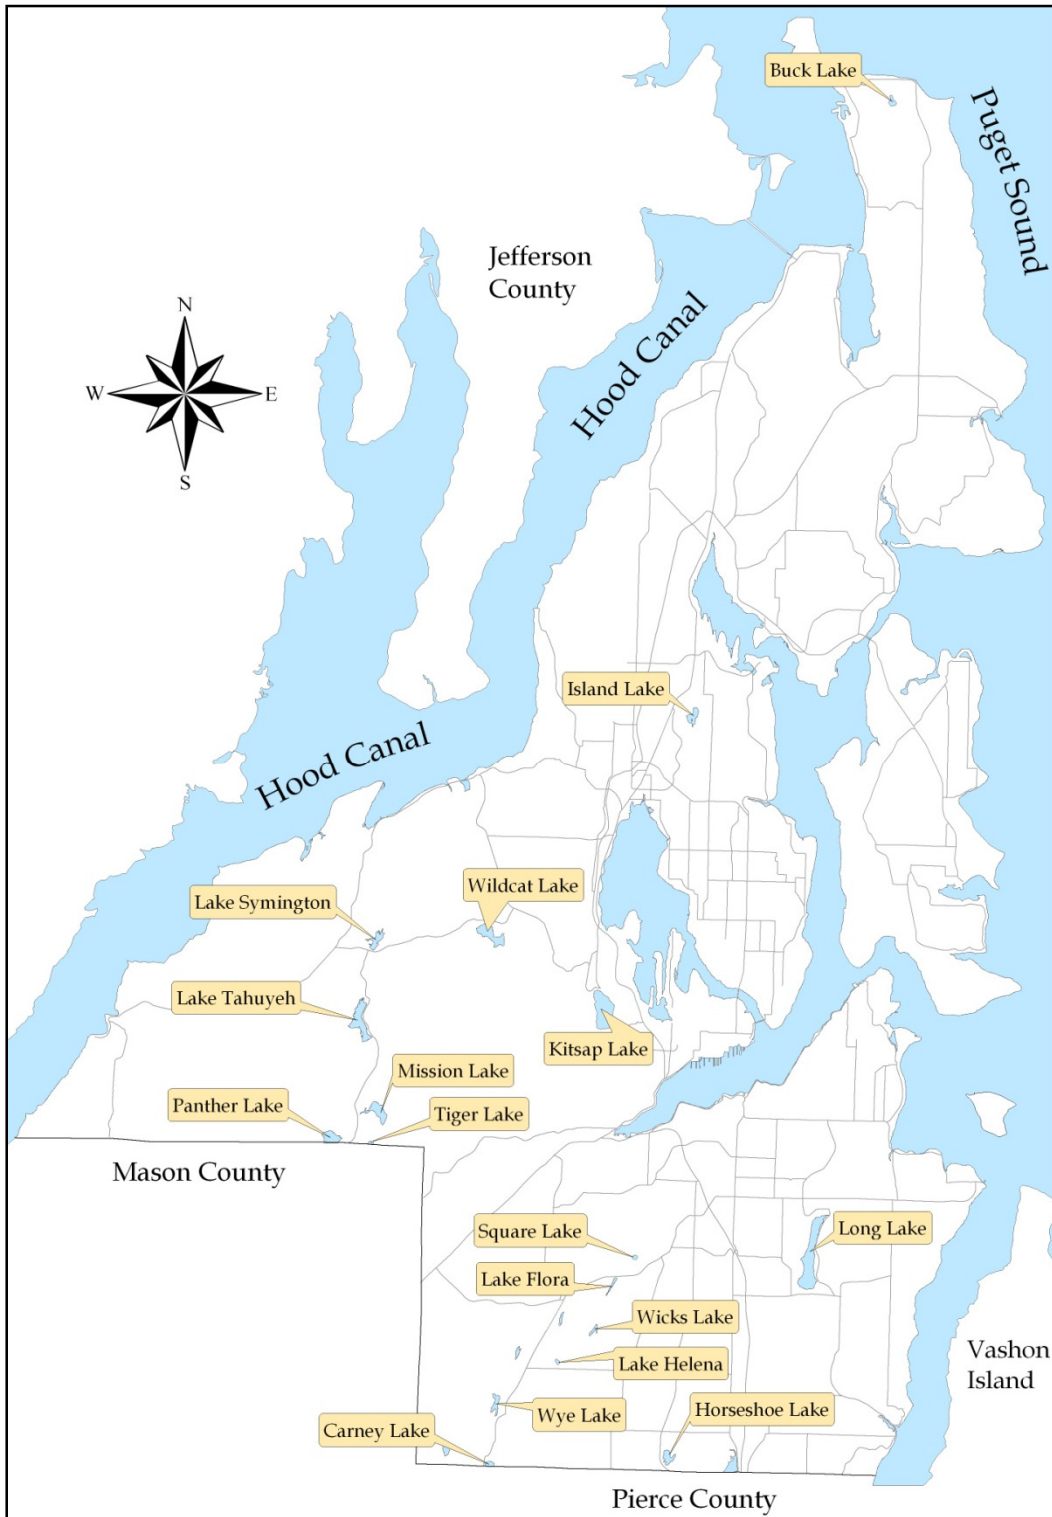 Buck Lake
Puget Sound
Jefferson
County
Hood Canal
N
W
E
S
Island Lake
Hood Canal
Wildcat Lake
Lake Symington
Lake Tahuyeh
Kitsap Lake
Mission Lake
Panther Lake
Tiger Lake
Mason County
Square Lake
Long Lake
Lake Flora
Wicks Lake
Lake Helena
Vashon
Island
Wye Lake
Horseshoe Lake
Carney Lake
Pierce County